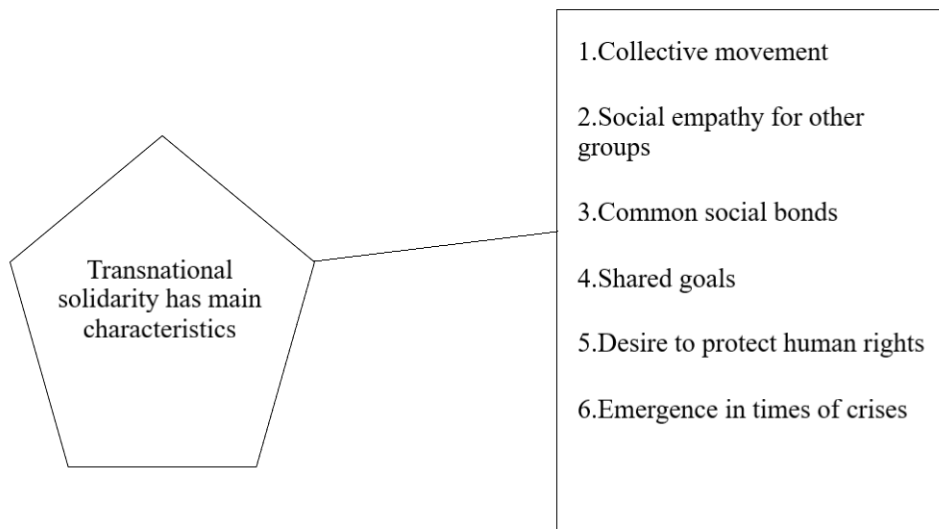 Transnational
solidarity has main
characteristics
1.Collective movement
2.Social empathy for other
groups
3.Common social bonds
4.Shared goals
5.Desire to protect human rights
6.Emergence in times of crises